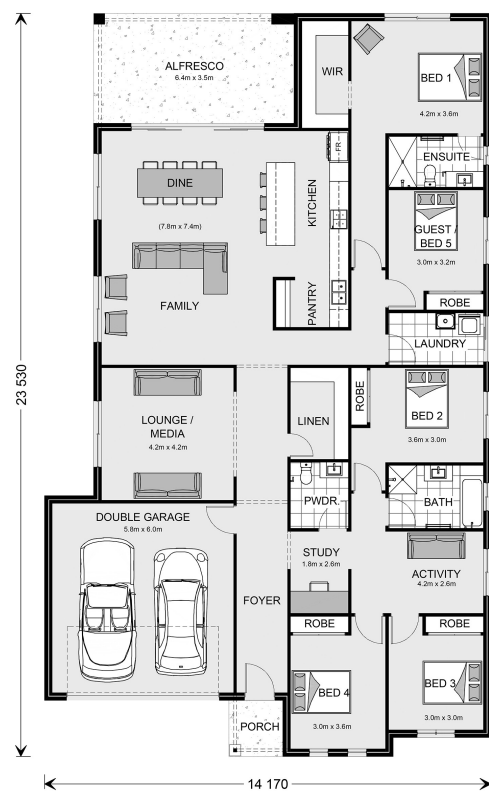 ALFRESCO
6.4m x 3.5m
WIR
BED 1
4.2m x 3.6m
ENSUITE
FR
DINE
(7.8m x 7.4m)
KITCHEN
GUEST /
BED 5
3.0m x 3.2m
ROBE
FAMILY
PANTRY
LAUNDRY
23 530
LOUNGE /
MEDIA
4.2m x 4.2m
LINEN
ROBE
BED 2
3.6m x 3.0m
PWDR.
BATH
DOUBLE GARAGE
5.8m x 6.0m
STUDY
1.8m x 2.6m
ACTIVITY
4.2m x 2.6m
FOYER
ROBE
ROBE
BED 4
3.0m x 3.6m
BED 3
3.0m x 3.0m
PORCH
14 170